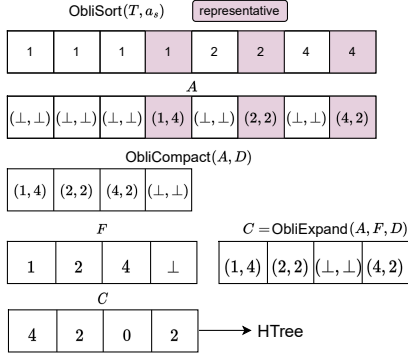 ObliSort(T, aₛ) representative
1 1 1 1 2 2 4 4
A
(⊥, ⊥) (⊥, ⊥) (⊥, ⊥) (1, 4) (⊥, ⊥) (2, 2) (⊥, ⊥) (4, 2)
ObliCompact(A, D)
(1, 4) (2, 2) (4, 2) (⊥, ⊥)
F C = ObliExpand(A, F, D)
1 2 4 ⊥ (1, 4) (2, 2) (⊥, ⊥) (4, 2)
C
4 2 0 2 HTree